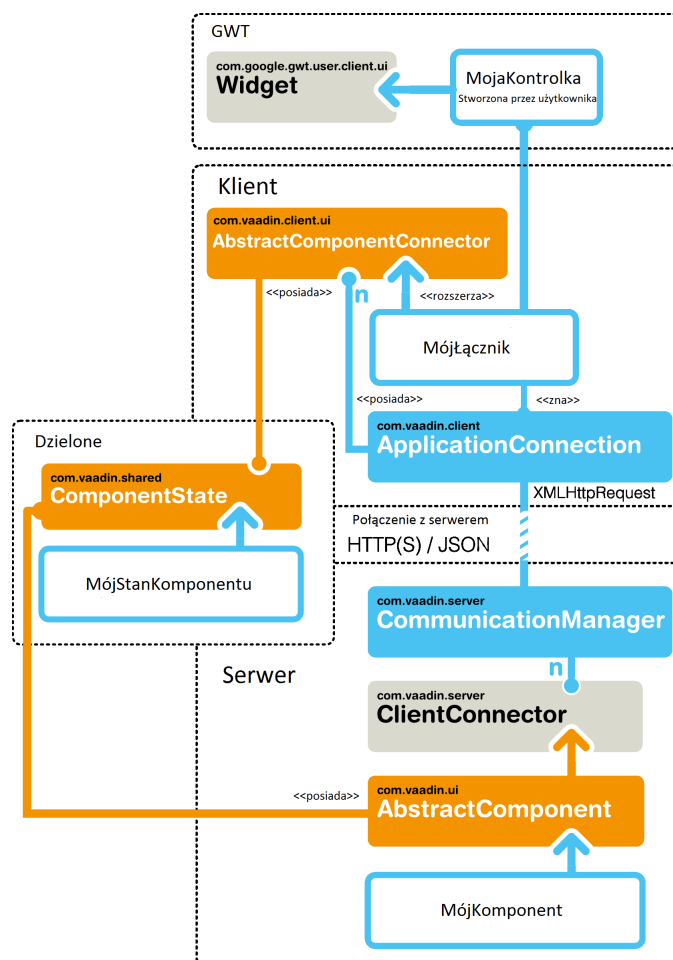 GWT
com.google.gwt.user.client.ui
Widget
MojaKontrolka
Stworzona przez użytkownika
Klient
com.vaadin.client.ui
AbstractComponentConnector
<<posiada>>
n
<<rozszerza>>
MójŁącznik
<<posiada>>
<<zna>>
com.vaadin.client
ApplicationConnection
Dzielone
com.vaadin.shared
ComponentState
XMLHttpRequest
Połączenie z serwerem
HTTP(S) / JSON
MójStanKomponentu
com.vaadin.server
CommunicationManager
n
Serwer
com.vaadin.server
ClientConnector
<<posiada>>
com.vaadin.ui
AbstractComponent
MójKomponent